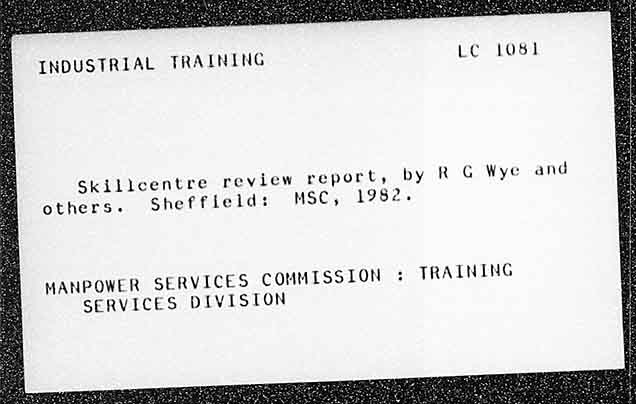 INDUSTRIAL TRAINING LC 1081
Skillcentre review report, by R G Wye and
others. Sheffield: MSC, 1982.
MANPOWER SERVICES COMMISSION : TRAINING
SERVICES DIVISION